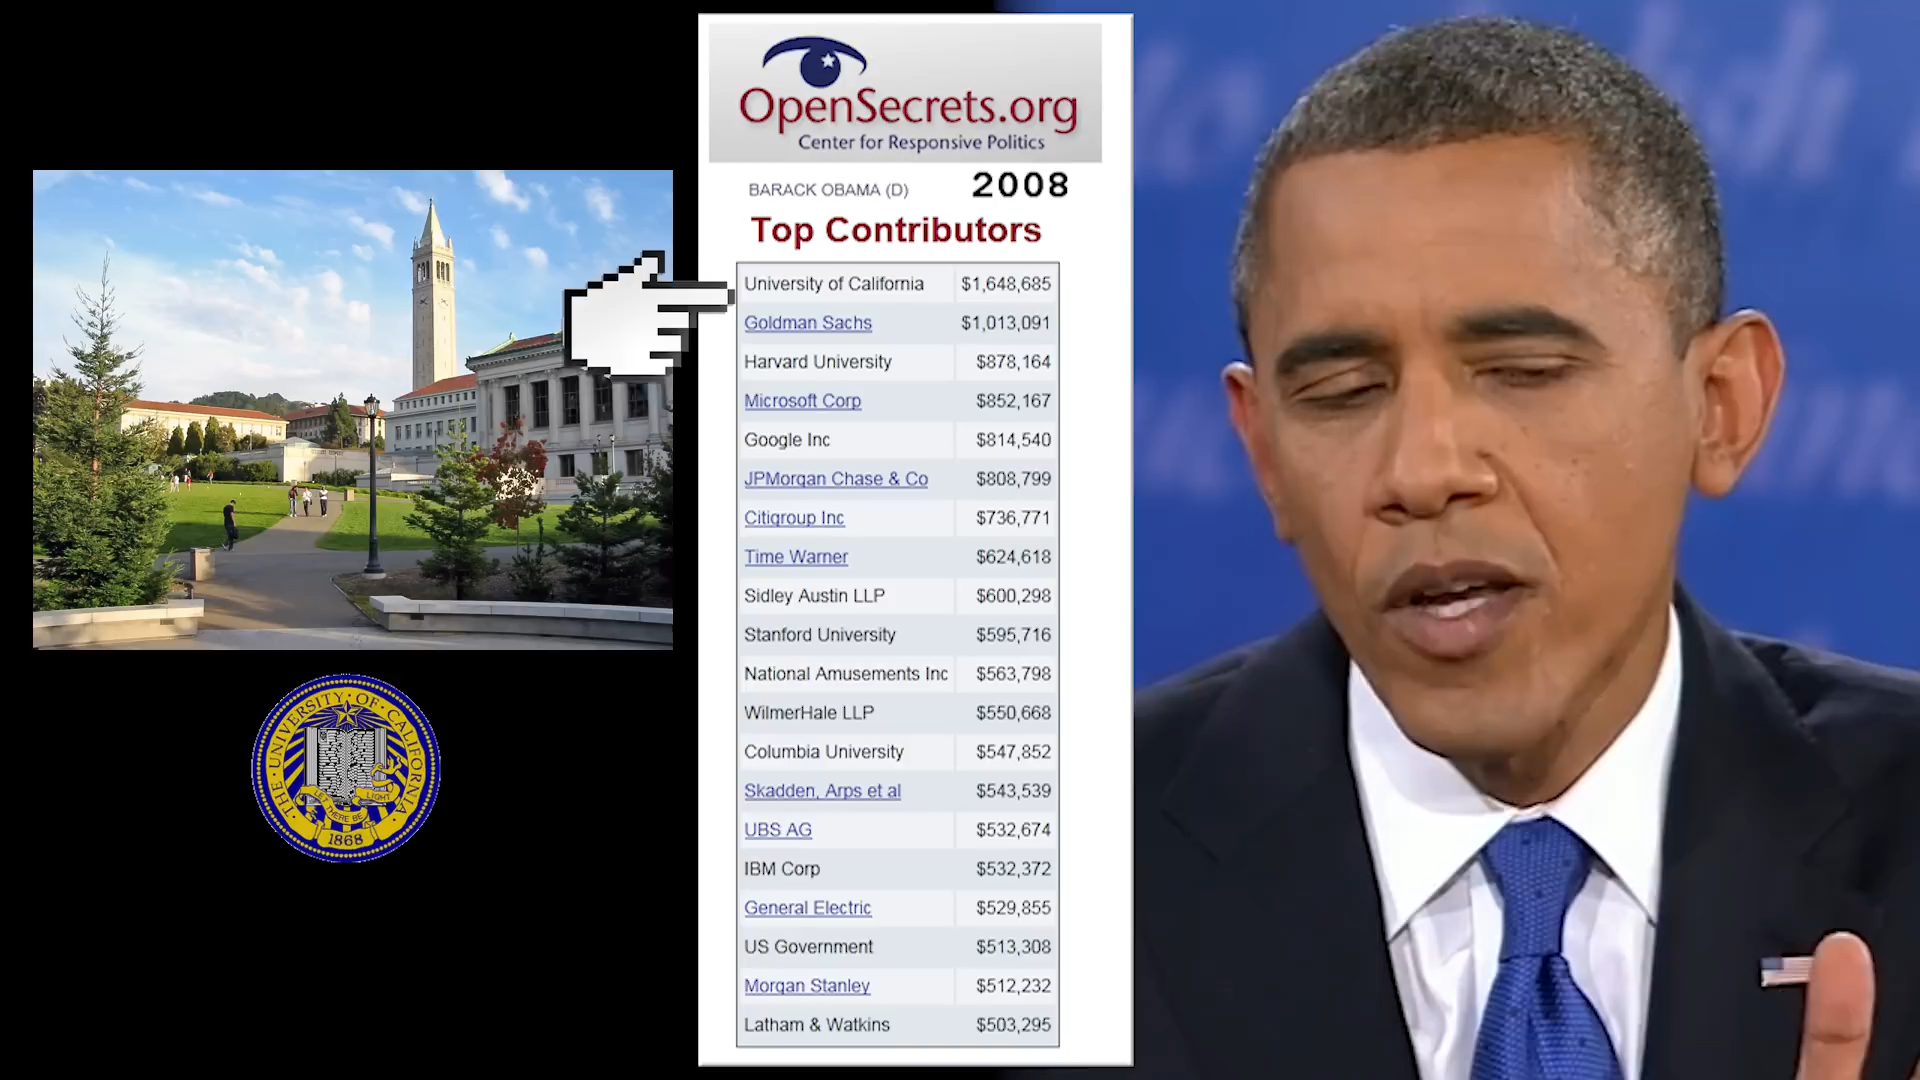 OpenSecrets.org
Center for Responsive Politics
BARACK OBAMA (D) 2008
Top Contributors
University of California $1,648,685
Goldman Sachs $1,013,091
Harvard University $878,164
Microsoft Corp $852,167
Google Inc $814,540
JPMorgan Chase & Co $808,799
Citigroup Inc $736,771
Time Warner $624,618
Sidley Austin LLP $600,298
Stanford University $595,716
National Amusements Inc $563,798
WilmerHale LLP $550,668
Columbia University $547,852
Skadden, Arps et al $543,539
UBS AG $532,674
IBM Corp $532,372
General Electric $529,855
US Government $513,308
Morgan Stanley $512,232
Latham & Watkins $503,295
·THE·UNIVERSITY·OF·CALIFORNIA·
LET THERE BE LIGHT
1868